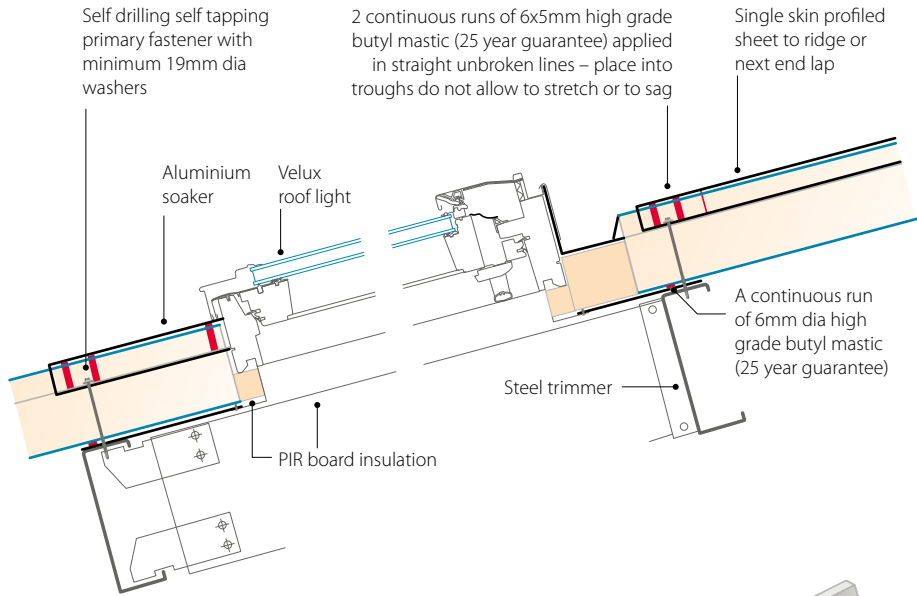 Self drilling self tapping
primary fastener with
minimum 19mm dia
washers
2 continuous runs of 6x5mm high grade
butyl mastic (25 year guarantee) applied
in straight unbroken lines – place into
troughs do not allow to stretch or to sag
Single skin profiled
sheet to ridge or
next end lap
Aluminium
soaker
Velux
roof light
A continuous run
of 6mm dia high
grade butyl mastic
(25 year guarantee)
Steel trimmer
PIR board insulation